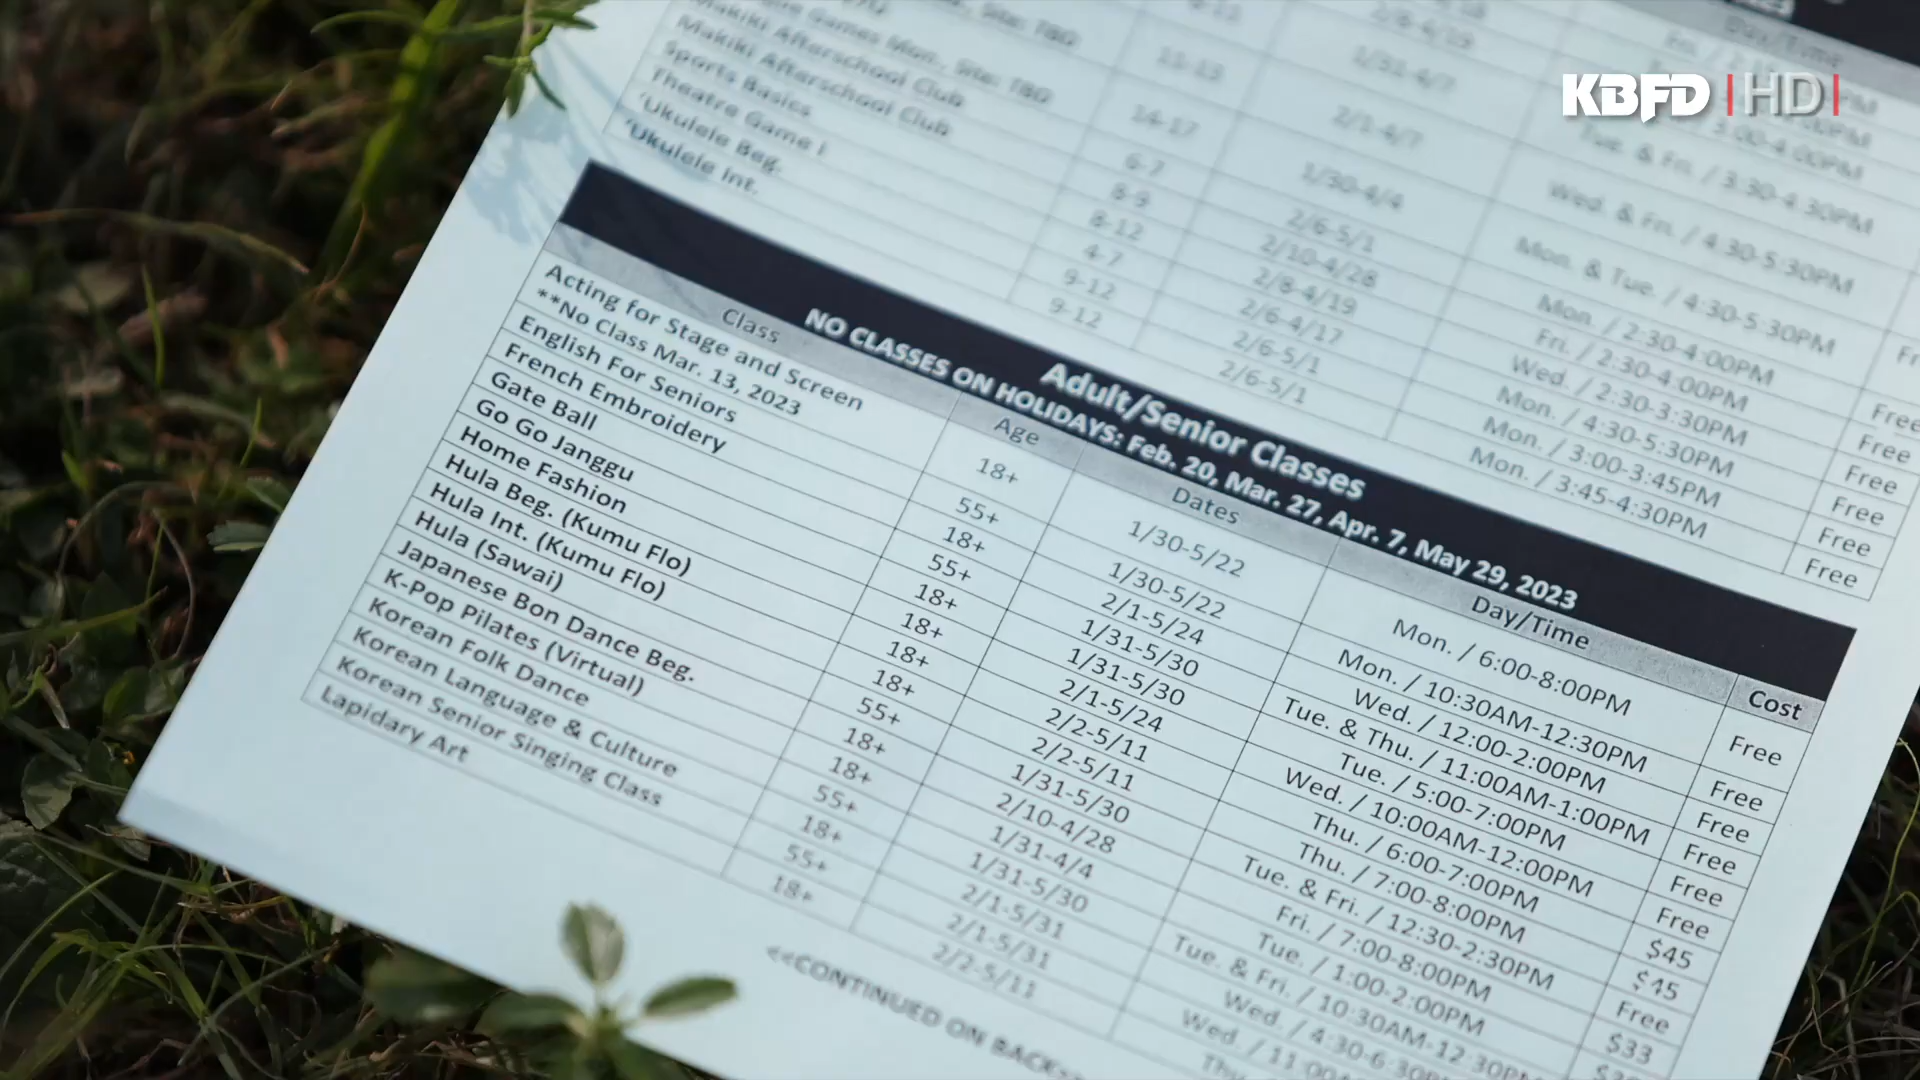 KBFD HD
Site: TBD
Games Mon., Site: TBD 11-13 1/31-4/7
Makiki Afterschool Club 14-17 2/1-4/7 Tue. & Fri. / 3:30-4:30PM
Makiki Afterschool Club 6-7 1/30-4/4 Wed. & Fri. / 4:30-5:30PM
Sports Basics 8-9 2/6-5/1 Mon. & Tue. / 4:30-5:30PM
Theatre Game I 8-12 2/10-4/28 Mon. / 2:30-4:00PM Free
'Ukulele Beg. 4-7 2/8-4/19 Fri. / 2:30-4:00PM Free
'Ukulele Int. 9-12 2/6-4/17 Wed. / 2:30-3:30PM Free
9-12 2/6-5/1 Mon. / 4:30-5:30PM Free
2/6-5/1 Mon. / 3:00-3:45PM Free
Mon. / 3:45-4:30PM Free
Adult/Senior Classes
NO CLASSES ON HOLIDAYS: Feb. 20, Mar. 27, Apr. 7, May 29, 2023
Class Age Dates Day/Time Cost
Acting for Stage and Screen 18+ 1/30-5/22 Mon. / 6:00-8:00PM Free
**No Class Mar. 13, 2023
English For Seniors 55+ 1/30-5/22 Mon. / 10:30AM-12:30PM Free
French Embroidery 18+ 2/1-5/24 Wed. / 12:00-2:00PM Free
Gate Ball 55+ 1/31-5/30 Tue. & Thu. / 11:00AM-1:00PM Free
Go Go Janggu 18+ 1/31-5/30 Tue. / 5:00-7:00PM Free
Home Fashion 18+ 2/1-5/24 Wed. / 10:00AM-12:00PM Free
Hula Beg. (Kumu Flo) 18+ 2/2-5/11 Thu. / 6:00-7:00PM $45
Hula Int. (Kumu Flo) 18+ 2/2-5/11 Thu. / 7:00-8:00PM $45
Hula (Sawai) 55+ 1/31-5/30 Tue. & Fri. / 12:30-2:30PM Free
Japanese Bon Dance Beg. 18+ 2/10-4/28 Fri. / 7:00-8:00PM $33
K-Pop Pilates (Virtual) 18+ 1/31-4/4 Tue. / 1:00-2:00PM
Korean Folk Dance 55+ 1/31-5/30 Tue. & Fri. / 10:30AM-12:30PM
Korean Language & Culture 18+ 2/1-5/31 Wed. / 4:30-6:30PM
Korean Senior Singing Class 55+ 2/1-5/31 Wed. / 11:00AM
Lapidary Art 18+ 2/2-5/11 Thu.
<<CONTINUED ON BACK>>